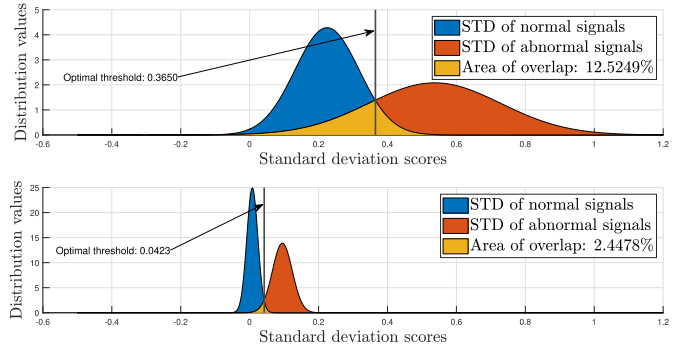 5
4
3
2
1
0
Distribution values
Optimal threshold: 0.3650
STD of normal signals
STD of abnormal signals
Area of overlap: 12.5249%
-0.6 -0.4 -0.2 0 0.2 0.4 0.6 0.8 1 1.2
Standard deviation scores
25
20
15
10
5
0
Distribution values
Optimal threshold: 0.0423
STD of normal signals
STD of abnormal signals
Area of overlap: 2.4478%
-0.6 -0.4 -0.2 0 0.2 0.4 0.6 0.8 1 1.2
Standard deviation scores